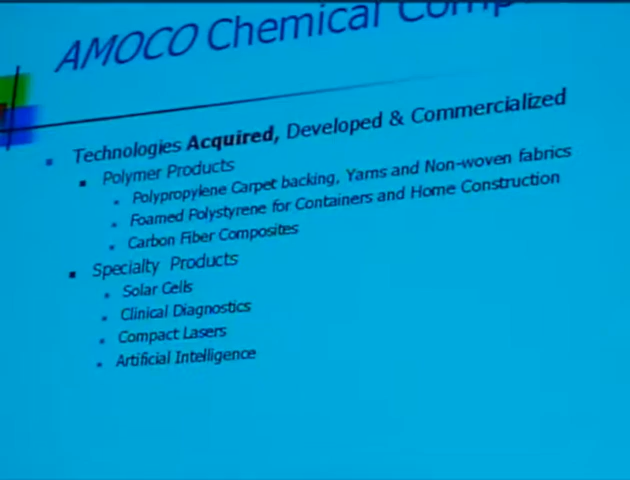 AMOCO Chemical
Technologies Acquired, Developed & Commercialized
Polymer Products
Polypropylene Carpet backing, Yarns and Non-woven fabrics
Foamed Polystyrene for Containers and Home Construction
Carbon Fiber Composites
Specialty Products
Solar Cells
Clinical Diagnostics
Compact Lasers
Artificial Intelligence